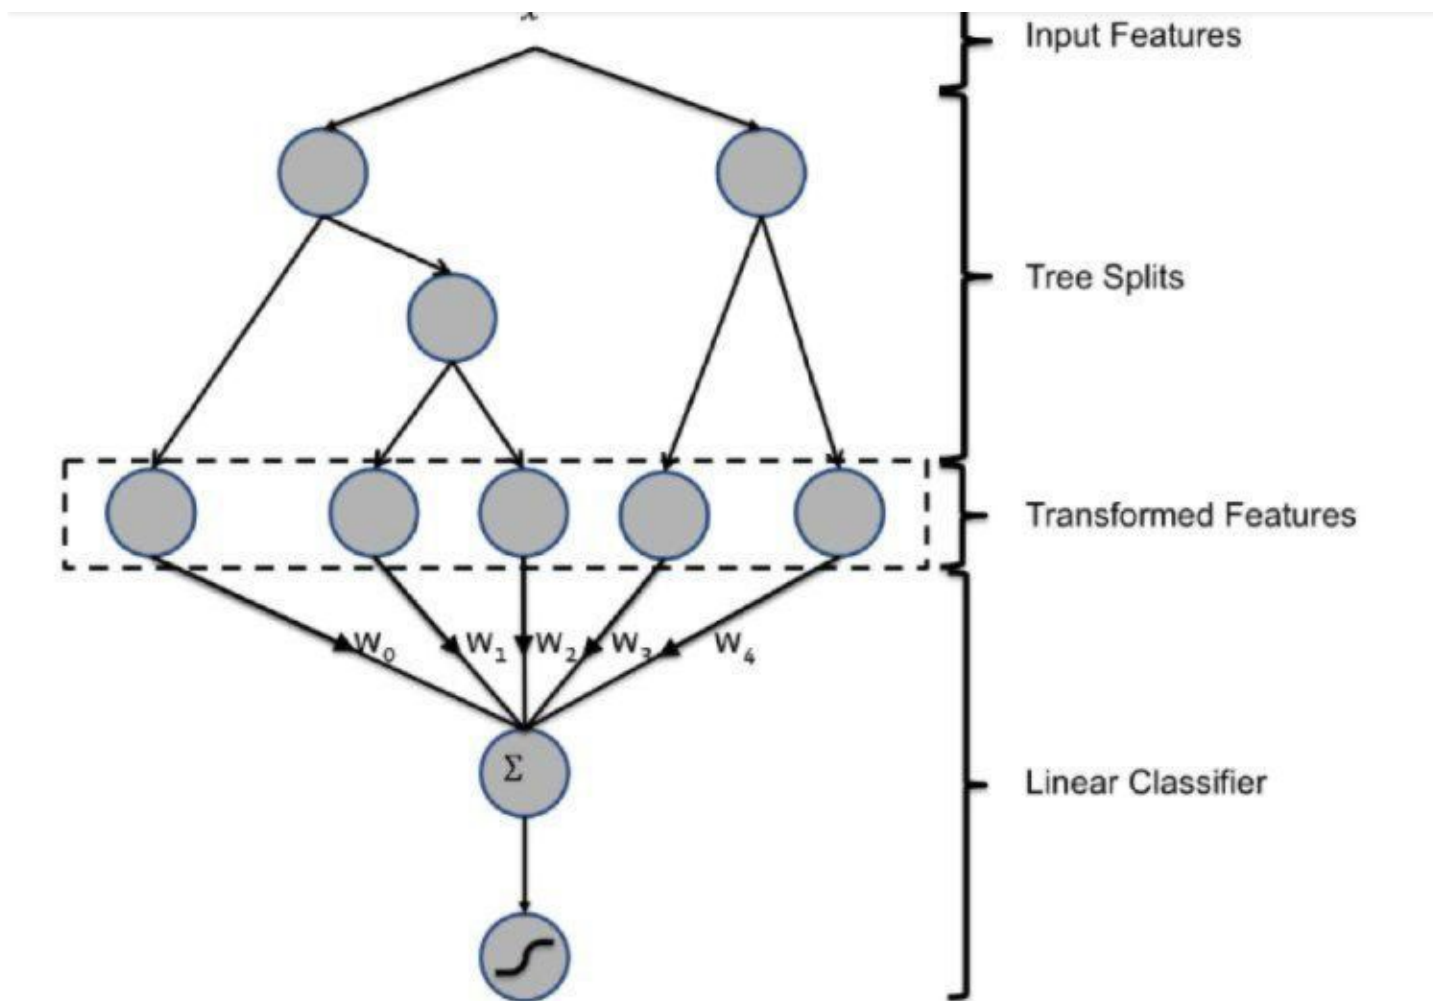 Input Features
Tree Splits
Transformed Features
W₀ W₁ W₂ W₃ W₄
Σ
Linear Classifier